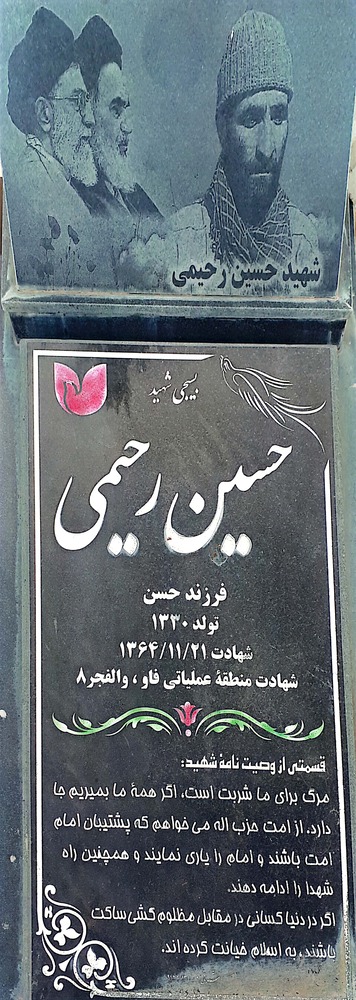 شهید حسین رحیمی
بسیجی شهید
حسین رحیمی
فرزند حسن
تولد ۱۳۳۰
شهادت ۱۳۶۴/۱۱/۲۱
شهادت منطقهٔ عملیاتی فاو ، والفجر۸
قسمتی از وصیت نامهٔ شهید:
مرگ برای ما شربت است، اگر همهٔ ما بمیریم جا
دارد. از امت حزب اله می خواهم که پشتیبان امام
امت باشند و امام را یاری نمایند و همچنین راه
شهدا را ادامه دهند.
اگر در دنیا کسانی در مقابل مظلوم کشی ساکت
باشند، به اسلام خیانت کرده اند.